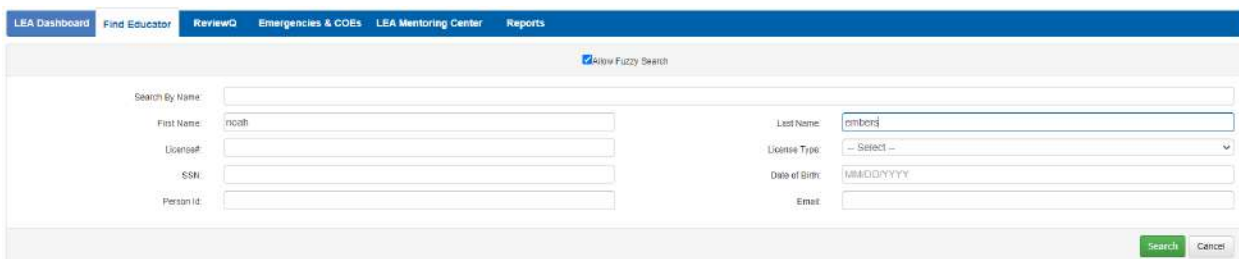 LEA Dashboard Find Educator ReviewQ Emergencies & COEs LEA Mentoring Center Reports
Allow Fuzzy Search
Search By Name:
First Name: noah Last Name: embers
License#: License Type: -- Select --
SSN: Date of Birth: MM/DD/YYYY
Person Id: Email:
Search Cancel